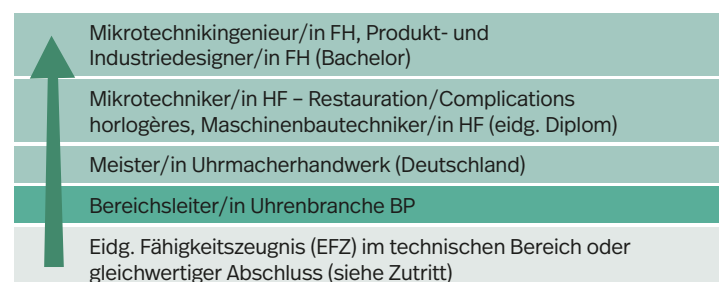 Mikrotechnikingenieur/in FH, Produkt- und
Industriedesigner/in FH (Bachelor)
Mikrotechniker/in HF – Restauration/Complications
horlogères, Maschinenbautechniker/in HF (eidg. Diplom)
Meister/in Uhrmacherhandwerk (Deutschland)
Bereichsleiter/in Uhrenbranche BP
Eidg. Fähigkeitszeugnis (EFZ) im technischen Bereich oder
gleichwertiger Abschluss (siehe Zutritt)